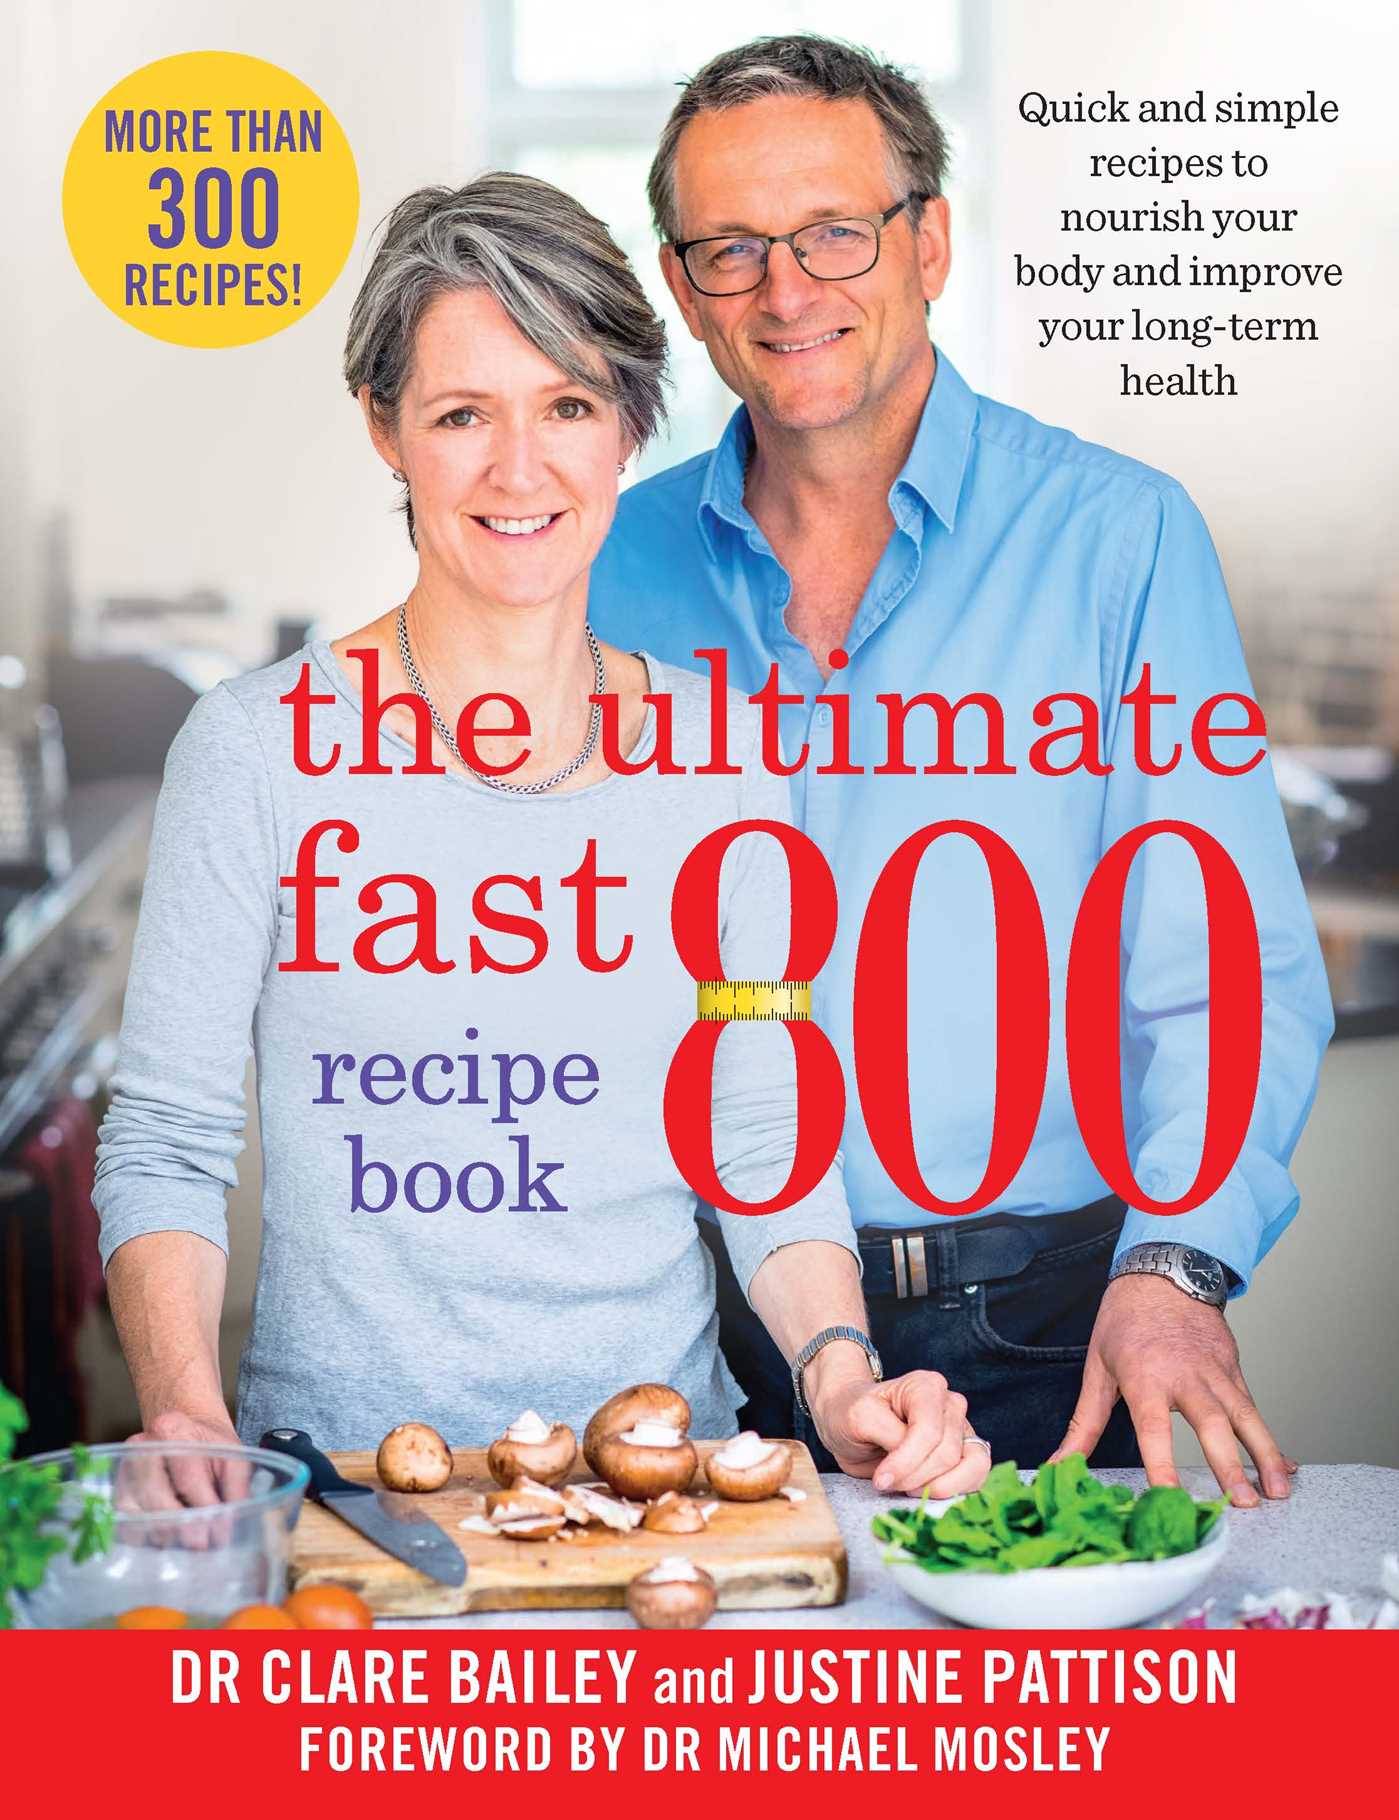 MORE THAN
300
RECIPES!
Quick and simple
recipes to
nourish your
body and improve
your long-term
health
the ultimate
fast 800
recipe
book
DR CLARE BAILEY and JUSTINE PATTISON
FOREWORD BY DR MICHAEL MOSLEY